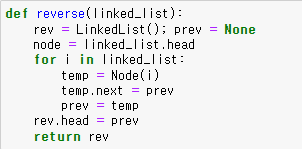 def reverse(linked_list):
    rev = LinkedList(); prev = None
    node = linked_list.head
    for i in linked_list:
        temp = Node(i)
        temp.next = prev
        prev = temp
    rev.head = prev
    return rev